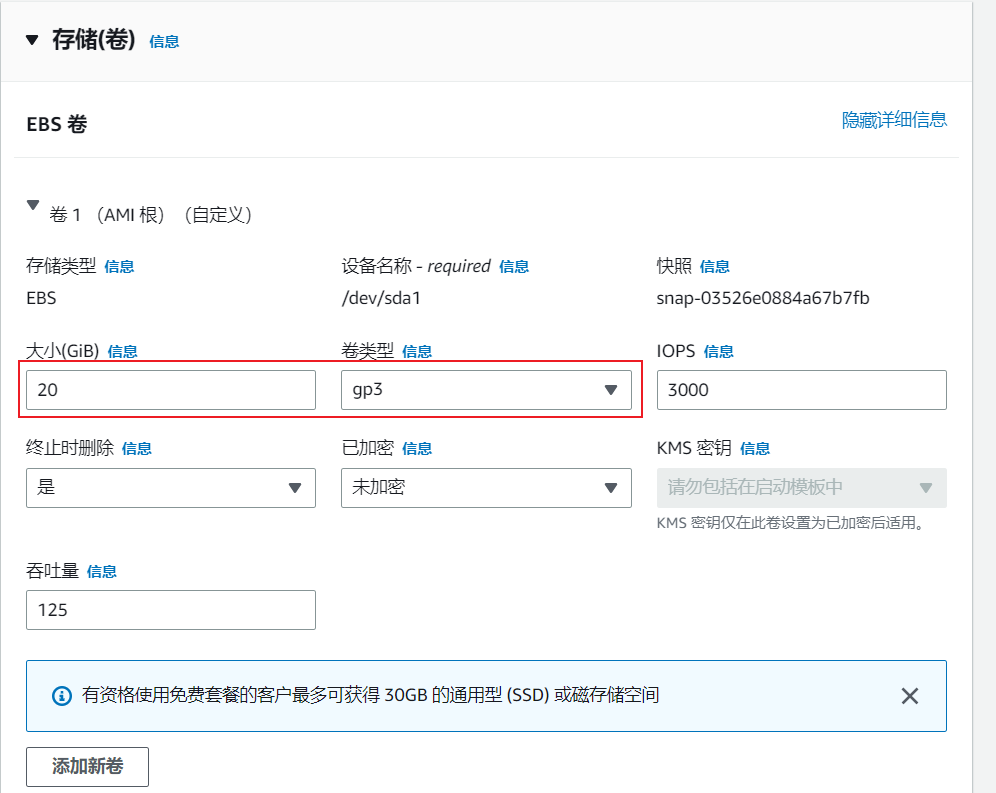 存储(卷) 信息
EBS 卷 隐藏详细信息
卷 1 （AMI 根） （自定义）
存储类型 信息 设备名称 - required 信息 快照 信息
EBS /dev/sda1 snap-03526e0884a67b7fb
大小(GiB) 信息 卷类型 信息 IOPS 信息
20 gp3 3000
终止时删除 信息 已加密 信息 KMS 密钥 信息
是 未加密 请勿包括在启动模板中
KMS 密钥仅在此卷设置为已加密后适用。
吞吐量 信息
125
有资格使用免费套餐的客户最多可获得 30GB 的通用型 (SSD) 或磁存储空间
添加新卷